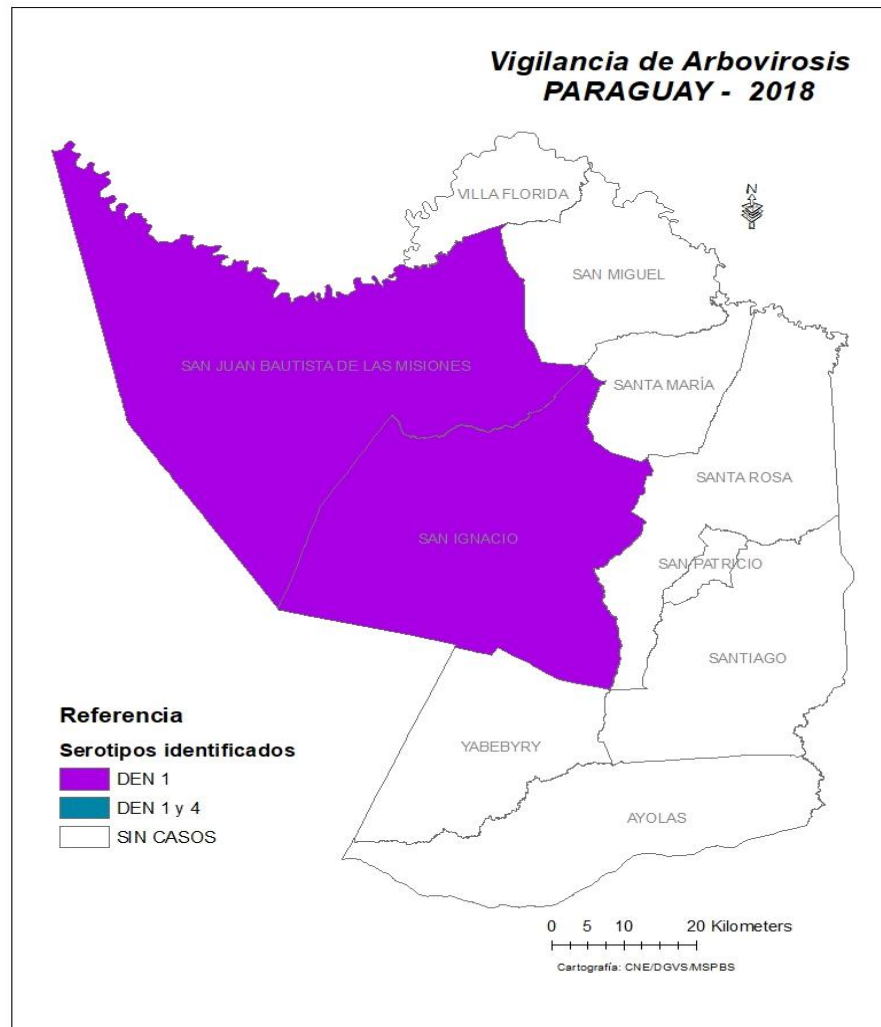 Vigilancia de Arbovirosis
PARAGUAY - 2018
N
VILLA FLORIDA
SAN MIGUEL
SAN JUAN BAUTISTA DE LAS MISIONES
SANTA MARÍA
SANTA ROSA
SAN IGNACIO
SAN PATRICIO
SANTIAGO
YABEBYRY
AYOLAS
Referencia
Serotipos identificados
DEN 1
DEN 1 y 4
SIN CASOS
0 5 10 20 Kilometers
Cartografía: CNE/DGVS/MSPBS